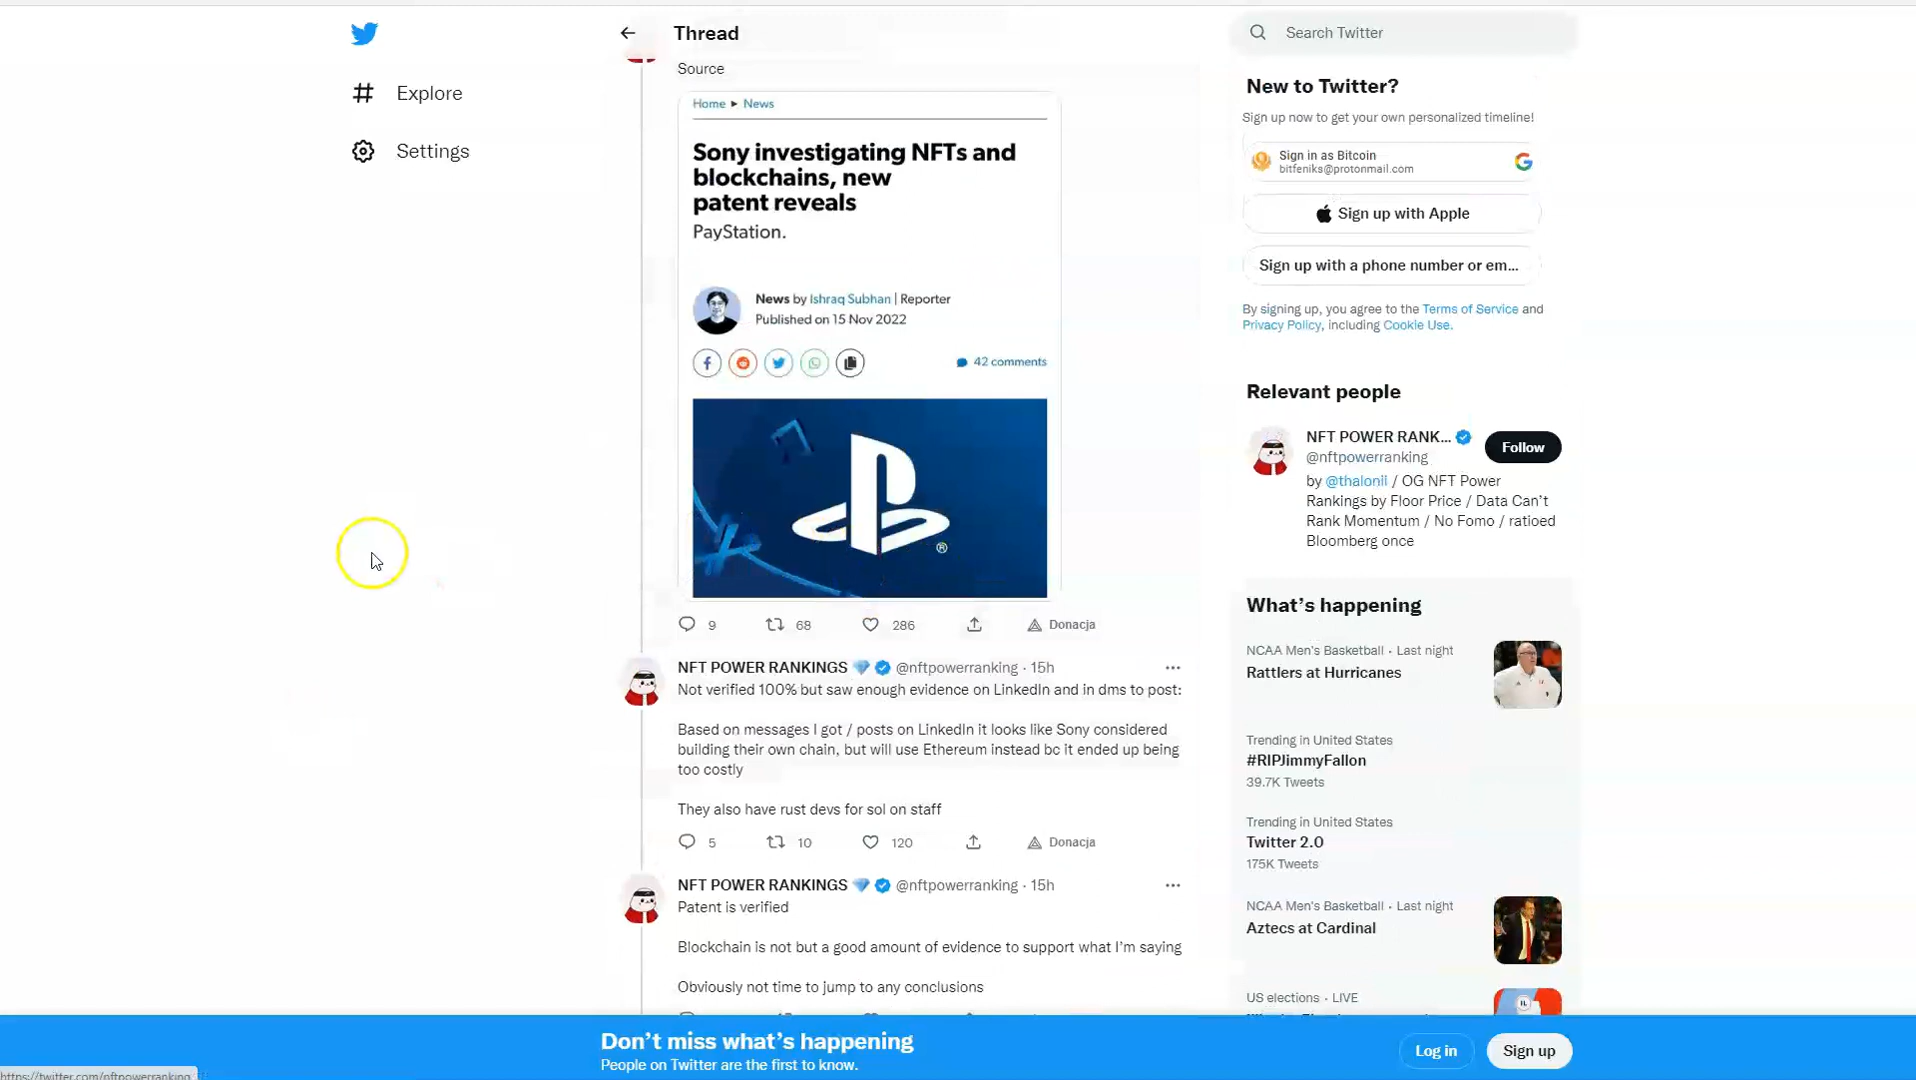 Thread
Search Twitter
Explore
Settings
Source
Home ▸ News
Sony investigating NFTs and
blockchains, new
patent reveals
PayStation.
News by Ishraq Subhan | Reporter
Published on 15 Nov 2022
42 comments
®
9 68 286 Donacja
NFT POWER RANKINGS 💎 @nftpowerranking · 15h
Not verified 100% but saw enough evidence on LinkedIn and in dms to post:
Based on messages I got / posts on LinkedIn it looks like Sony considered
building their own chain, but will use Ethereum instead bc it ended up being
too costly
They also have rust devs for sol on staff
5 10 120 Donacja
NFT POWER RANKINGS 💎 @nftpowerranking · 15h
Patent is verified
Blockchain is not but a good amount of evidence to support what I'm saying
Obviously not time to jump to any conclusions
New to Twitter?
Sign up now to get your own personalized timeline!
Sign in as Bitcoin
bitfeniks@protonmail.com
Sign up with Apple
Sign up with a phone number or em...
By signing up, you agree to the Terms of Service and
Privacy Policy, including Cookie Use.
Relevant people
NFT POWER RANK...
@nftpowerranking
Follow
by @thalonii / OG NFT Power
Rankings by Floor Price / Data Can't
Rank Momentum / No Fomo / ratioed
Bloomberg once
What's happening
NCAA Men's Basketball · Last night
Rattlers at Hurricanes
Trending in United States
#RIPJimmyFallon
39.7K Tweets
Trending in United States
Twitter 2.0
175K Tweets
NCAA Men's Basketball · Last night
Aztecs at Cardinal
US elections · LIVE
Don't miss what's happening
People on Twitter are the first to know.
Log in
Sign up
https://twitter.com/nftpowerranking